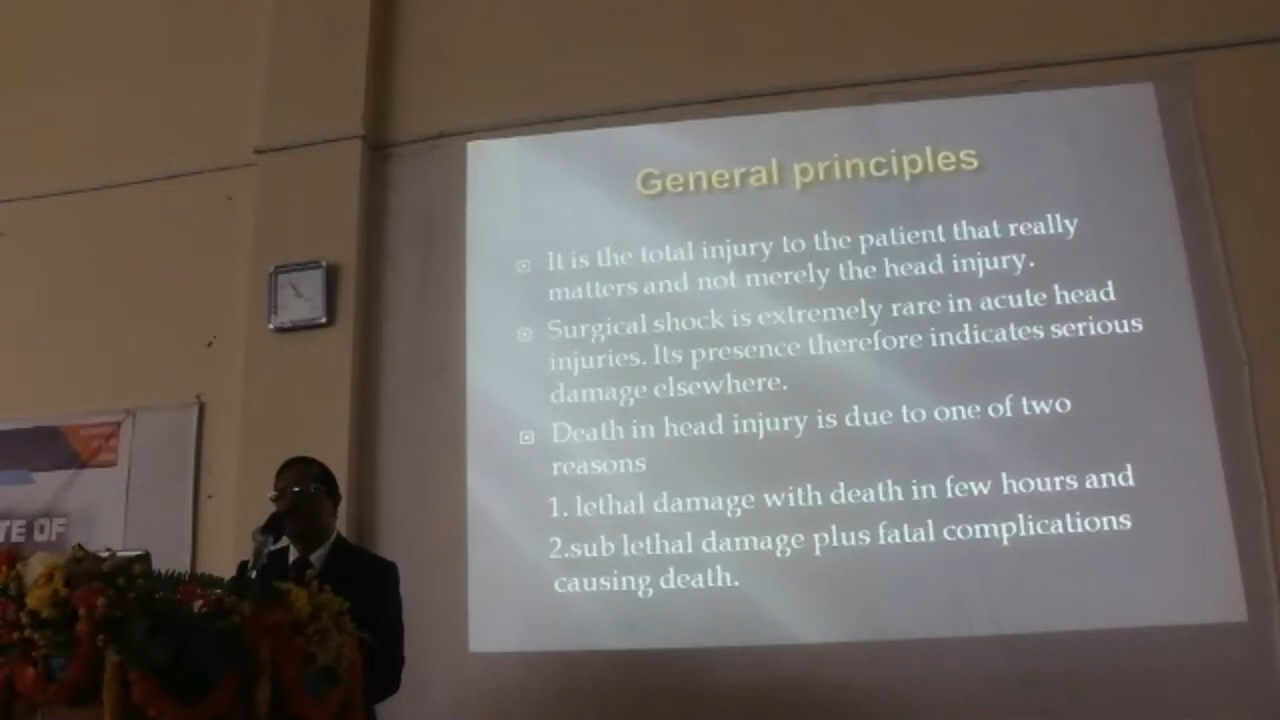 General principles
It is the total injury to the patient that really
matters and not merely the head injury.
Surgical shock is extremely rare in acute head
injuries. Its presence therefore indicates serious
damage elsewhere.
Death in head injury is due to one of two
reasons
1. lethal damage with death in few hours and
2.sub lethal damage plus fatal complications
causing death.
TE OF